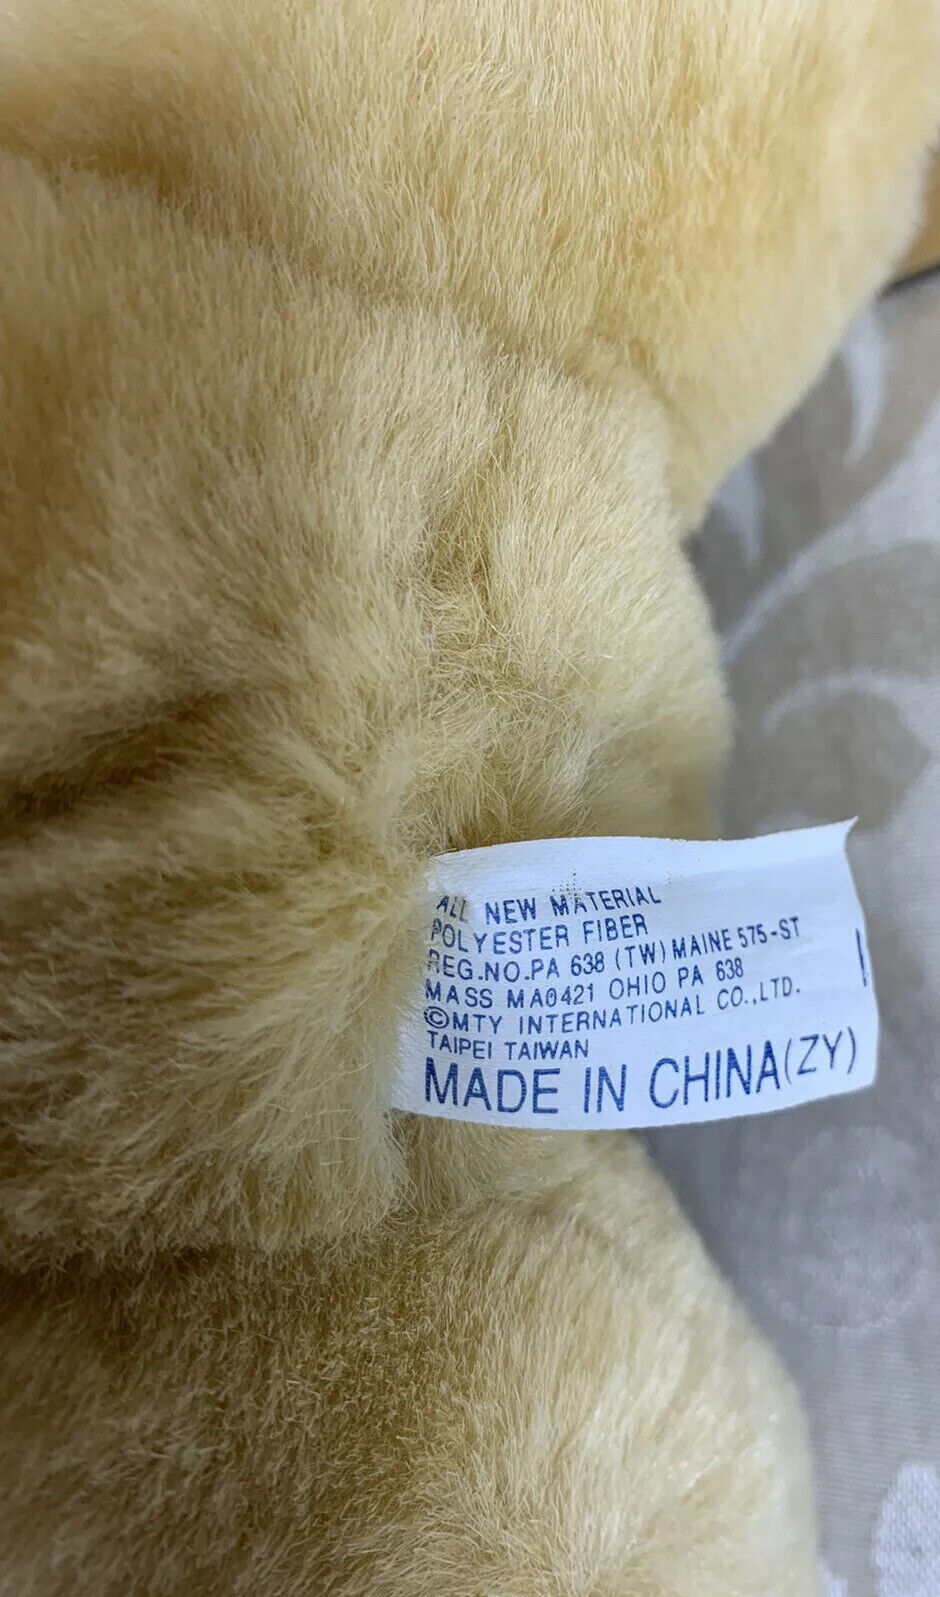 ALL NEW MATERIAL
POLYESTER FIBER
REG.NO.PA 638 (TW) MAINE 575-ST
MASS MA0421 OHIO PA 638
©MTY INTERNATIONAL CO.,LTD.
TAIPEI TAIWAN
MADE IN CHINA(ZY)